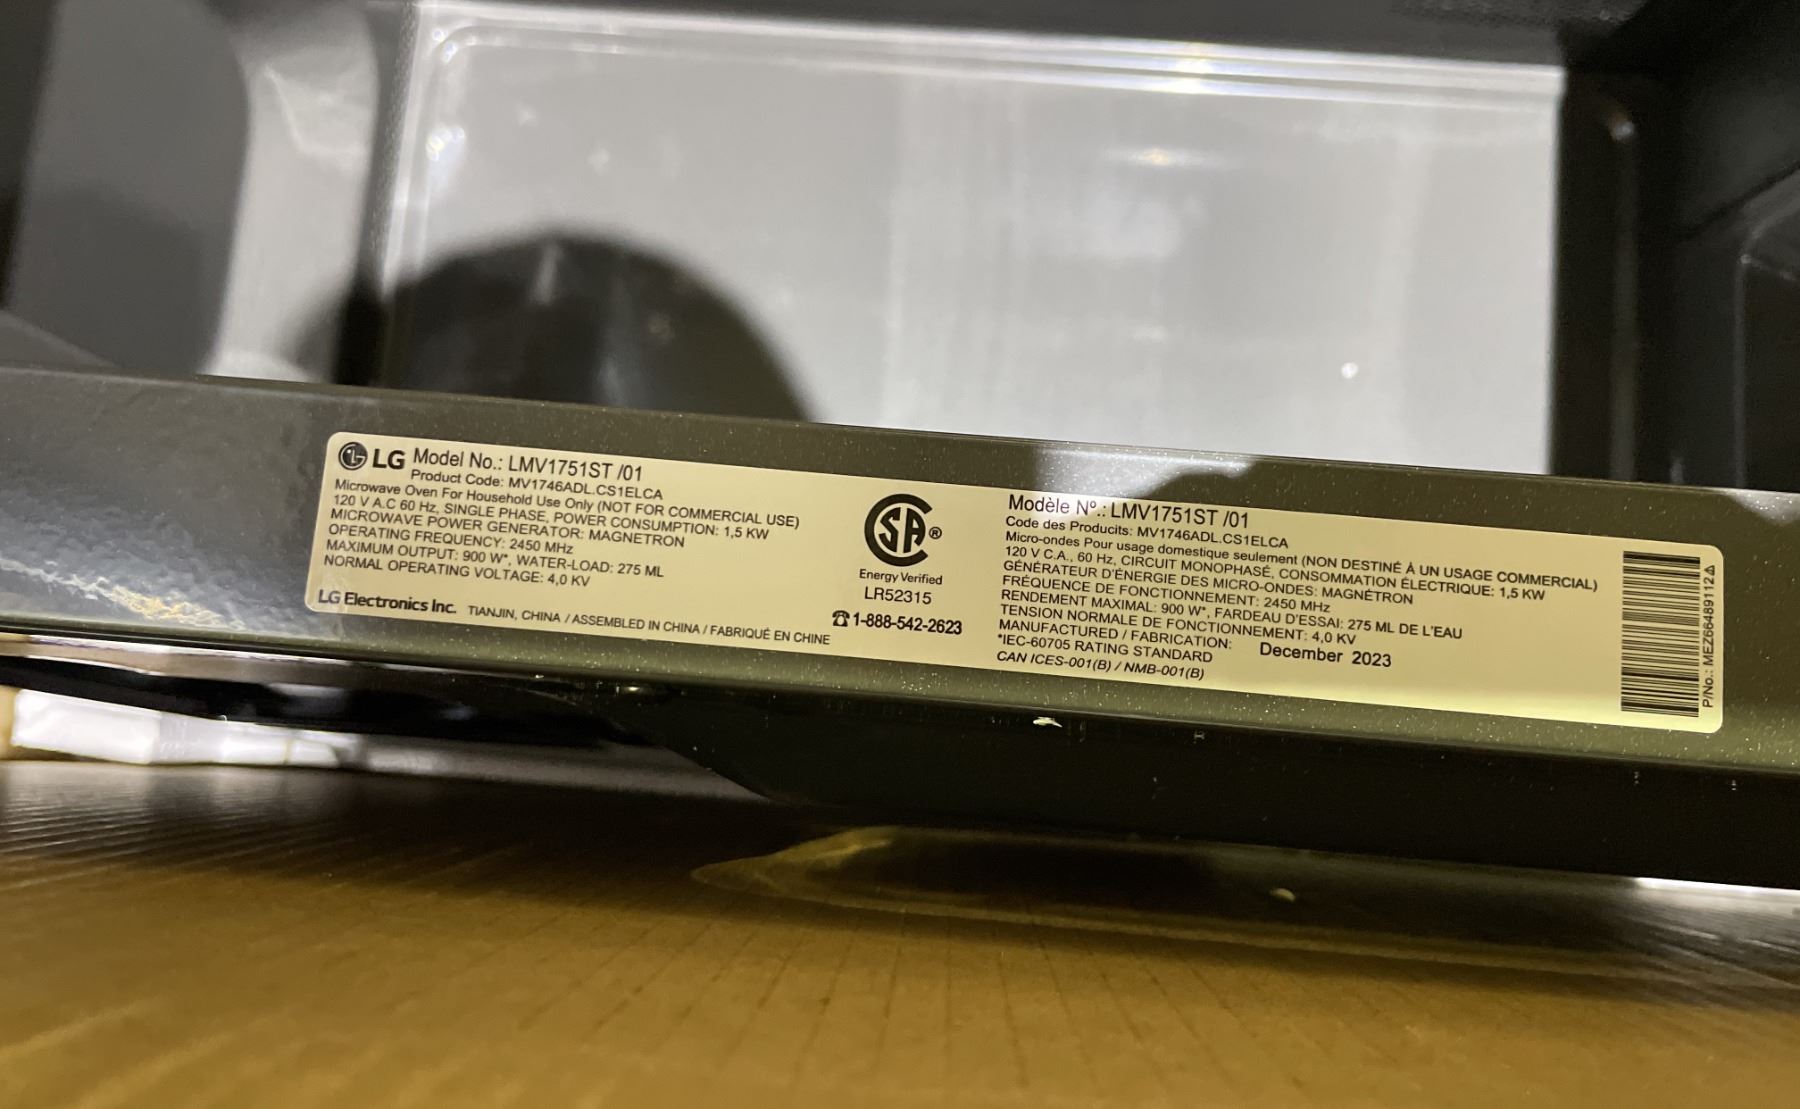 LG Model No.: LMV1751ST /01
Product Code: MV1746ADL.CS1ELCA
Microwave Oven For Household Use Only (NOT FOR COMMERCIAL USE)
120 V A.C 60 Hz, SINGLE PHASE, POWER CONSUMPTION: 1,5 KW
MICROWAVE POWER GENERATOR: MAGNETRON
OPERATING FREQUENCY: 2450 MHz
MAXIMUM OUTPUT: 900 W*, WATER-LOAD: 275 ML
NORMAL OPERATING VOLTAGE: 4,0 KV
LG Electronics Inc. TIANJIN, CHINA / ASSEMBLED IN CHINA / FABRIQUÉ EN CHINE
SA ®
Energy Verified
LR52315
☎1-888-542-2623
Modèle Nº.: LMV1751ST /01
Code des Producits: MV1746ADL.CS1ELCA
Micro-ondes Pour usage domestique seulement (NON DESTINÉ À UN USAGE COMMERCIAL)
120 V C.A., 60 Hz, CIRCUIT MONOPHASÉ, CONSOMMATION ÉLECTRIQUE: 1,5 KW
GÉNÉRATEUR D'ÉNERGIE DES MICRO-ONDES: MAGNÉTRON
FRÉQUENCE DE FONCTIONNEMENT: 2450 MHz
RENDEMENT MAXIMAL: 900 W*, FARDEAU D'ESSAI: 275 ML DE L'EAU
TENSION NORMALE DE FONCTIONNEMENT: 4,0 KV
MANUFACTURED / FABRICATION: December 2023
*IEC-60705 RATING STANDARD
CAN ICES-001(B) / NMB-001(B)
P/No.: MEZ66489112